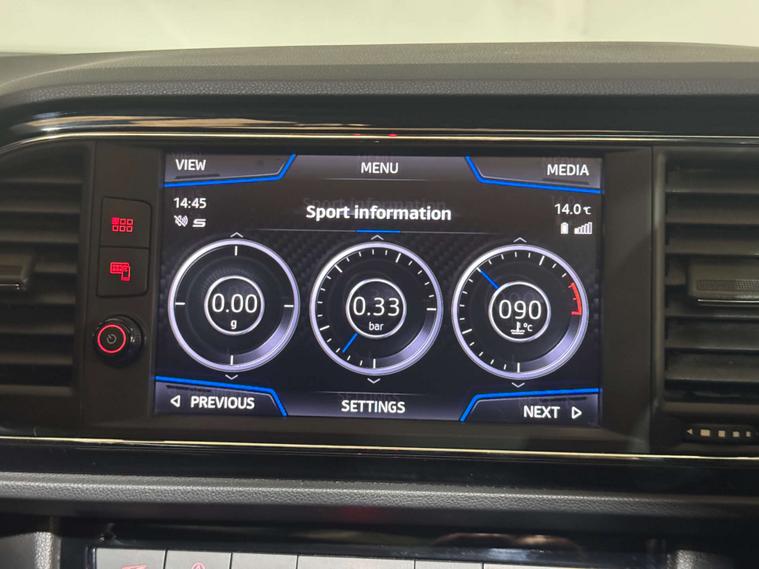 VIEW MENU MEDIA
14:45 Sport information 14.0 °C
0.00 g
0.33 bar
090 °C
PREVIOUS SETTINGS NEXT